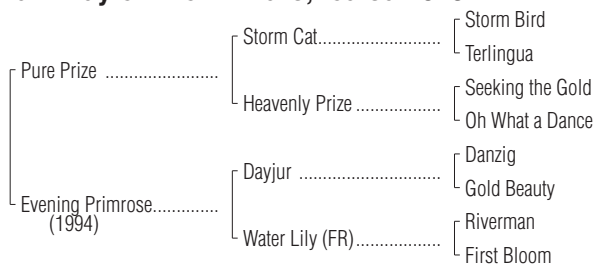 Storm Bird
Storm Cat........................
Terlingua
Pure Prize ......................
Seeking the Gold
Heavenly Prize .................
Oh What a Dance
Danzig
Dayjur ............................
Gold Beauty
Evening Primrose.............
(1994)
Riverman
Water Lily (FR).................
First Bloom